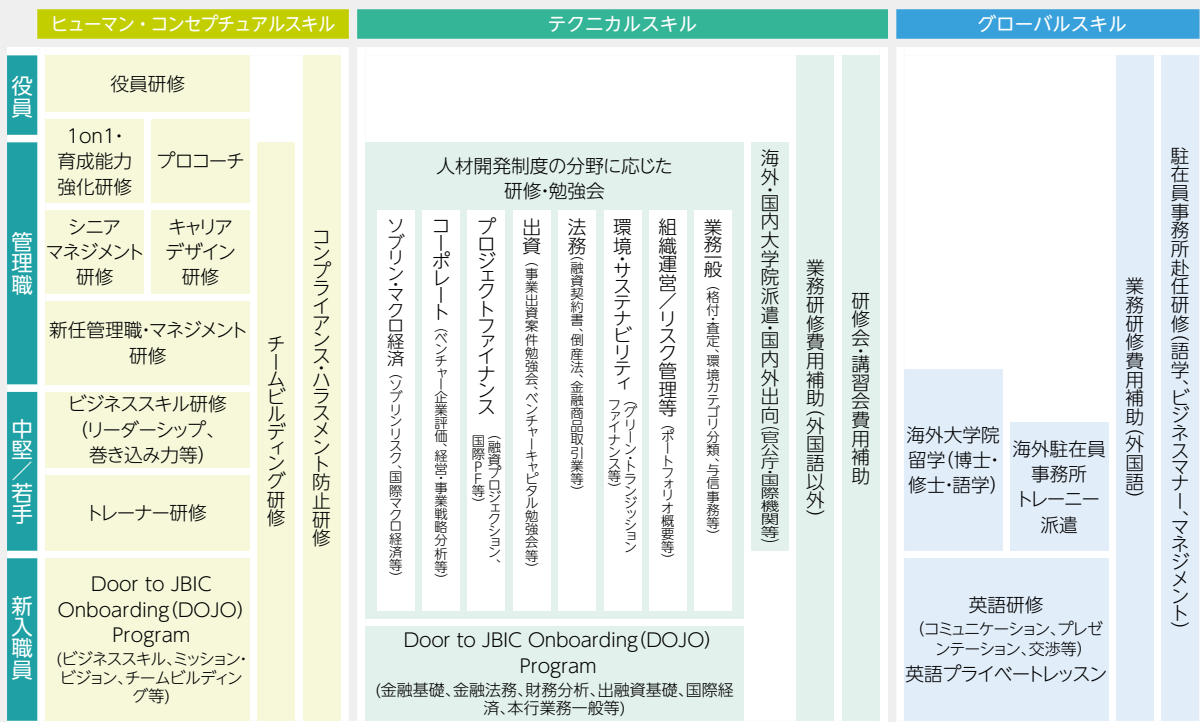 ヒューマン・コンセプチュアルスキル
テクニカルスキル
グローバルスキル
役員
管理職
中堅／若手
新入職員
役員研修
1on1・
育成能力
強化研修
プロコーチ
シニア
マネジメント
研修
キャリア
デザイン
研修
新任管理職・マネジメント
研修
ビジネススキル研修
(リーダーシップ、
巻き込み力等)
トレーナー研修
Door to JBIC
Onboarding(DOJO)
Program
(ビジネススキル、ミッション・
ビジョン、チームビルディン
グ等)
チームビルディング研修
コンプライアンス・ハラスメント防止研修
人材開発制度の分野に応じた
研修・勉強会
ソブリン・マクロ経済(ソブリンリスク、国際マクロ経済等)
コーポレート(ベンチャー企業評価、経営・事業戦略分析等)
プロジェクトファイナンス(融資プロジェクション、
国際PF等)
出資(事業出資案件勉強会、ベンチャーキャピタル勉強会等)
法務(融資契約書、倒産法、金融商品取引業等)
環境・サステナビリティ(グリーン・トランジッション
ファイナンス等)
組織運営／リスク管理等(ポートフォリオ概要等)
業務一般(格付・査定、環境カテゴリ分類、与信事務等)
Door to JBIC Onboarding(DOJO)
Program
(金融基礎、金融法務、財務分析、出融資基礎、国際経
済、本行業務一般等)
海外・国内大学院派遣・国内外出向(官公庁・国際機関等)
業務研修費用補助(外国語以外)
研修会・講習会費用補助
海外大学院
留学(博士・
修士・語学)
海外駐在員
事務所
トレーニー
派遣
英語研修
(コミュニケーション、プレゼ
ンテーション、交渉等)
英語プライベートレッスン
業務研修費用補助(外国語)
駐在員事務所赴任研修(語学、ビジネスマナー、マネジメント)